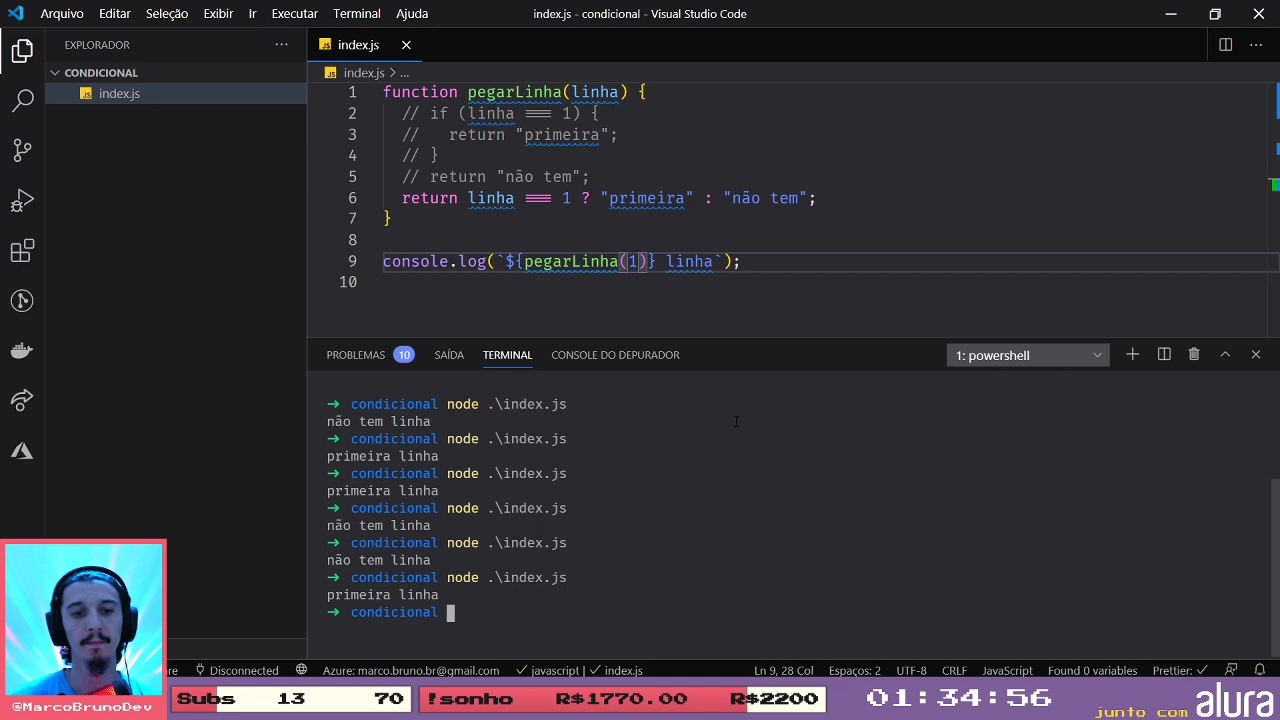 Arquivo Editar Seleção Exibir Ir Executar Terminal Ajuda
index.js - condicional - Visual Studio Code
EXPLORADOR
index.js
CONDICIONAL
index.js > ...
JS index.js
1 function pegarLinha(linha) {
2 // if (linha === 1) {
3 // return "primeira";
4 // }
5 // return "não tem";
6 return linha === 1 ? "primeira" : "não tem";
7 }
8
9 console.log(`${pegarLinha(1)} linha`);
10
PROBLEMAS 10 SAÍDA TERMINAL CONSOLE DO DEPURADOR
1: powershell
➜ condicional node .\index.js
não tem linha
➜ condicional node .\index.js
primeira linha
➜ condicional node .\index.js
primeira linha
➜ condicional node .\index.js
não tem linha
➜ condicional node .\index.js
não tem linha
➜ condicional node .\index.js
primeira linha
➜ condicional
re Disconnected Azure: marco.bruno.br@gmail.com javascript | index.js Ln 9, 28 Col Espaços: 2 UTF-8 CRLF JavaScript Found 0 variables Prettier: ✓
@MarcoBrunoDev
Subs 13 70
!sonho R$1770.00 R$2200
01:34:56
junto com alura